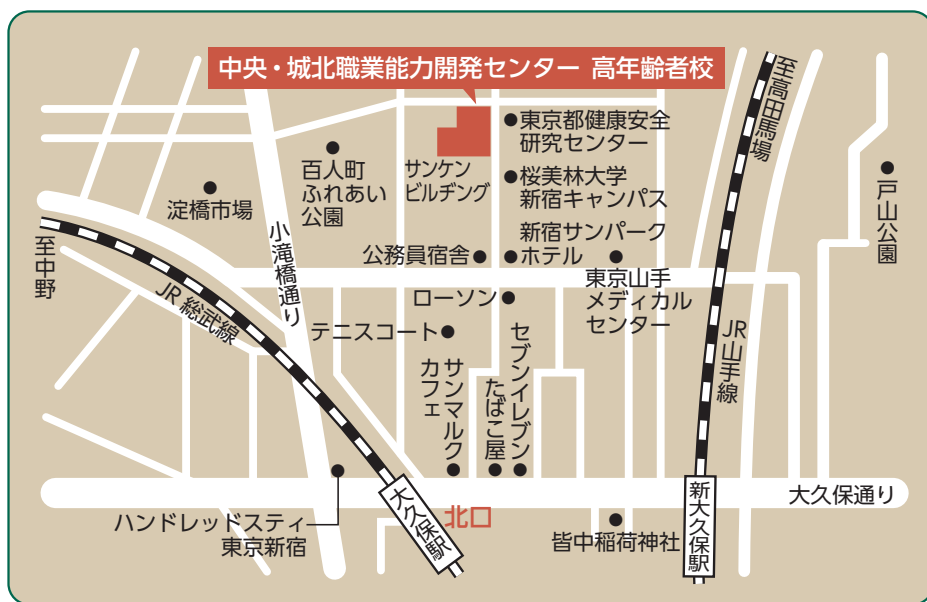 中央・城北職業能力開発センター 高年齢者校
至高田馬場
東京都健康安全
研究センター
サンケン
ビルヂング
百人町
ふれあい
公園
淀橋市場
桜美林大学
新宿キャンパス
戸山公園
小滝橋通り
至中野
JR総武線
公務員宿舎
新宿サンパーク
ホテル
東京山手
メディカル
センター
ローソン
テニスコート
JR山手線
サンマルク
カフェ
たばこ屋
セブンイレブン
大久保通り
大久保駅
北口
新大久保駅
ハンドレッドスティ
東京新宿
皆中稲荷神社